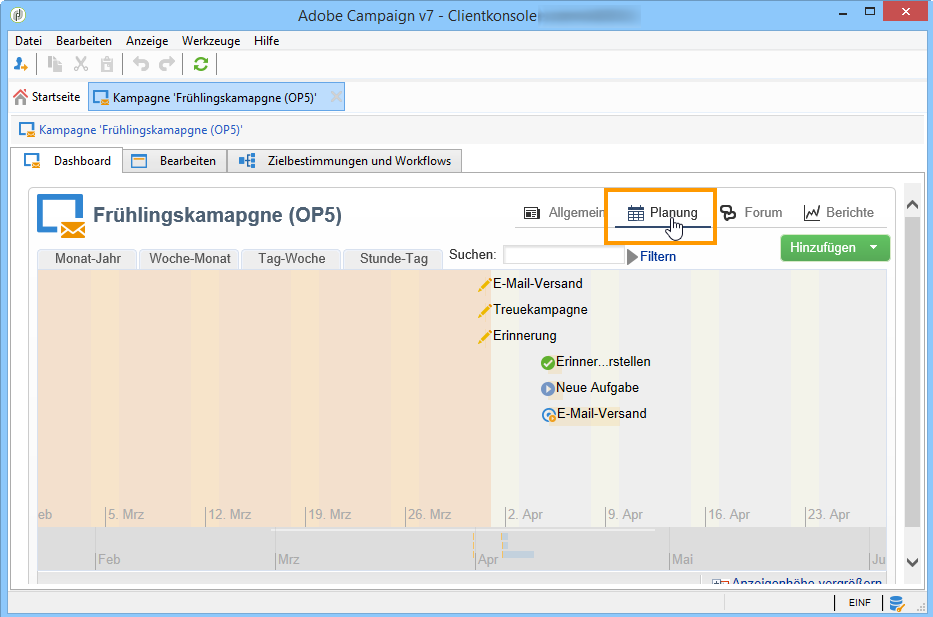 Adobe Campaign v7 - Clientkonsole
Datei Bearbeiten Anzeige Werkzeuge Hilfe
Startseite Kampagne 'Frühlingskamapgne (OP5)'
Kampagne 'Frühlingskamapgne (OP5)'
Dashboard Bearbeiten Zielbestimmungen und Workflows
Frühlingskamapgne (OP5) Allgemein Planung Forum Berichte
Monat-Jahr Woche-Monat Tag-Woche Stunde-Tag Suchen: Filtern Hinzufügen
E-Mail-Versand
Treuekampagne
Erinnerung
Erinner...rstellen
Neue Aufgabe
E-Mail-Versand
eb 5. Mrz 12. Mrz 19. Mrz 26. Mrz 2. Apr 9. Apr 16. Apr 23. Apr
Feb Mrz Apr Mai Ju
Anzeigenhöhe vergrößern
EINF